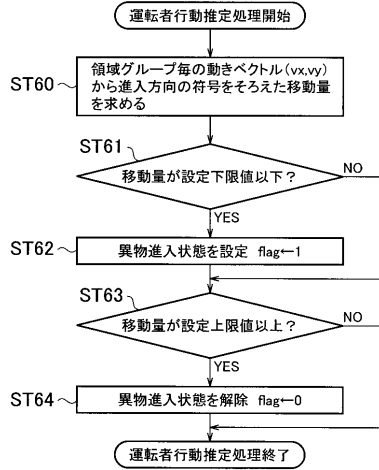 運転者行動推定処理開始
ST60
領域グループ毎の動きベクトル(vx,vy)
から進入方向の符号をそろえた移動量
を求める
ST61
移動量が設定下限値以下?
NO
YES
ST62
異物進入状態を設定 flag←1
ST63
移動量が設定上限値以上?
NO
YES
ST64
異物進入状態を解除 flag←0
運転者行動推定処理終了